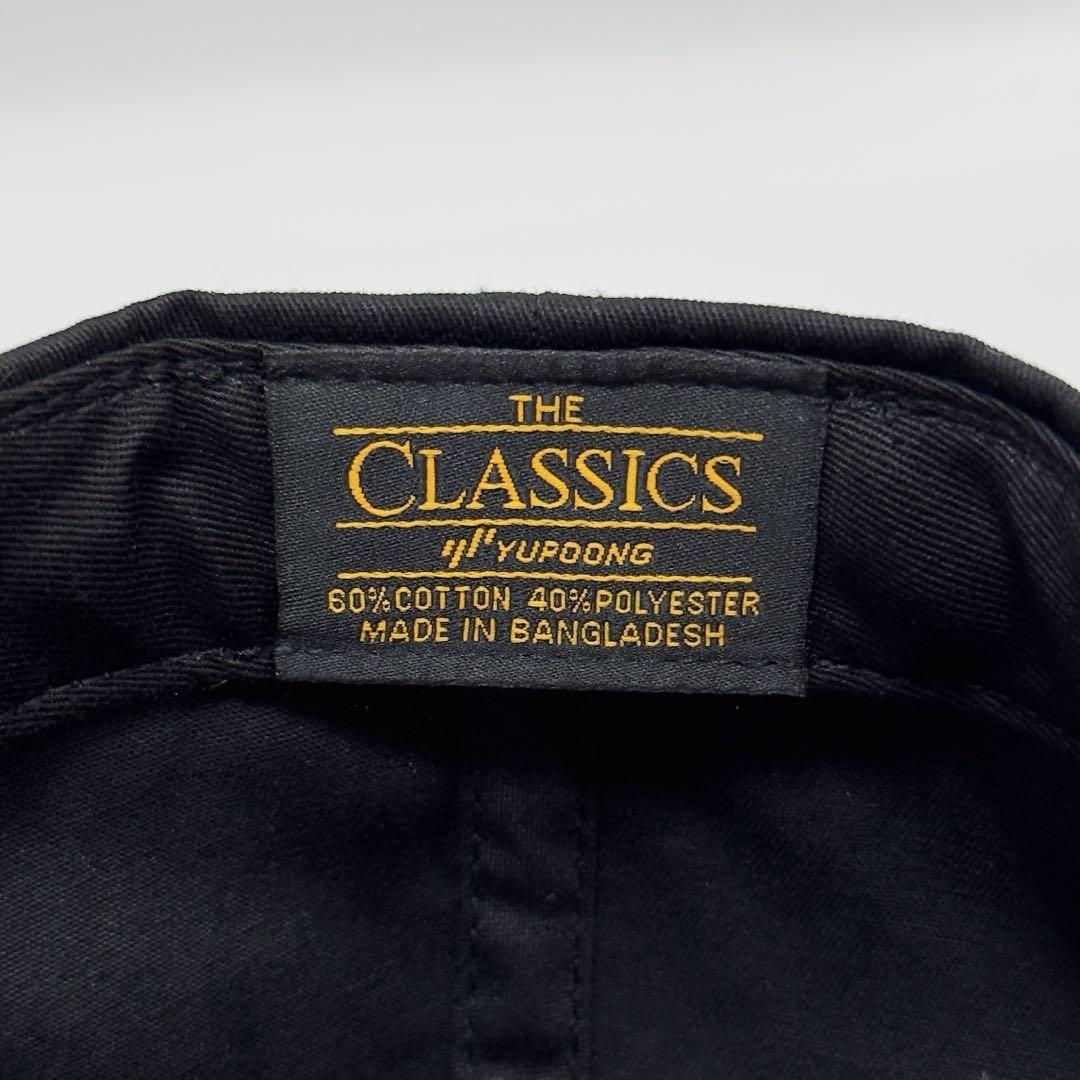 THE
CLASSICS
YUPOONG
60%COTTON 40%POLYESTER
MADE IN BANGLADESH